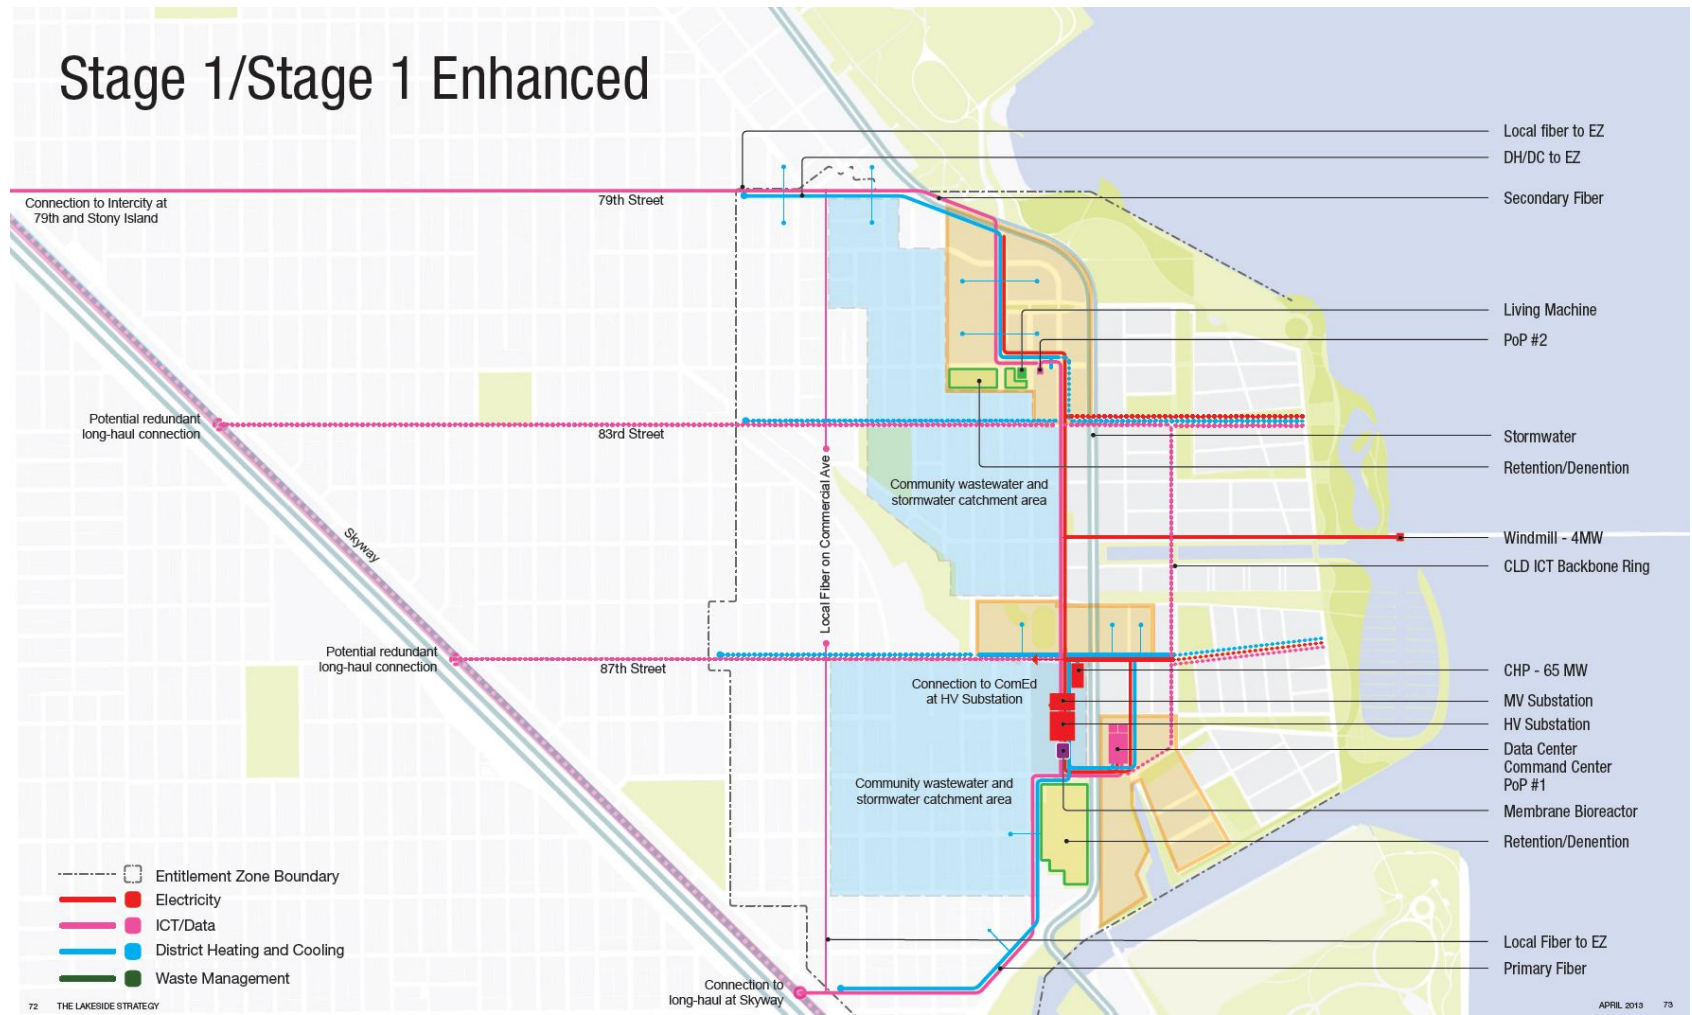 Stage 1/Stage 1 Enhanced
Local fiber to EZ
DH/DC to EZ
Secondary Fiber
79th Street
Connection to Intercity at
79th and Stony Island
Living Machine
PoP #2
Potential redundant
long-haul connection
83rd Street
Stormwater
Retention/Denention
Community wastewater and
stormwater catchment area
Local Fiber on Commercial Ave
Skyway
Windmill - 4MW
CLD ICT Backbone Ring
Potential redundant
long-haul connection
87th Street
Connection to ComEd
at HV Substation
CHP - 65 MW
MV Substation
HV Substation
Data Center
Command Center
PoP #1
Community wastewater and
stormwater catchment area
Membrane Bioreactor
Retention/Denention
Entitlement Zone Boundary
Electricity
ICT/Data
District Heating and Cooling
Waste Management
Local Fiber to EZ
Primary Fiber
Connection to
long-haul at Skyway
72 THE LAKESIDE STRATEGY
APRIL 2013 73